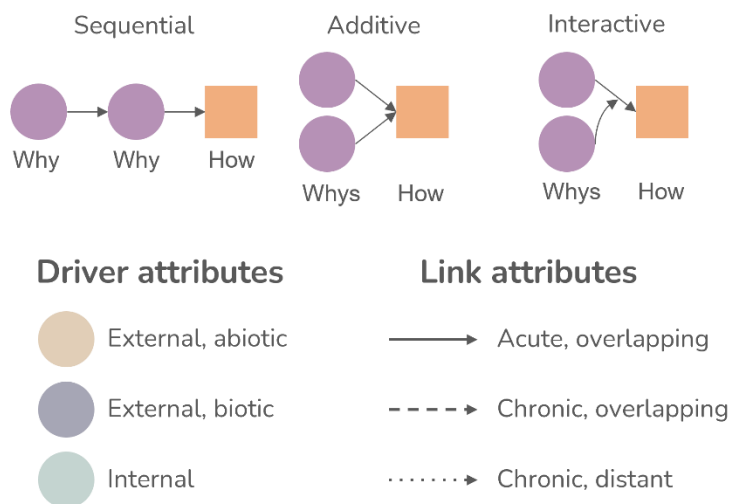 Sequential
Additive
Interactive
Why
Why
How
Whys
How
Whys
How
Driver attributes
Link attributes
External, abiotic
Acute, overlapping
External, biotic
Chronic, overlapping
Internal
Chronic, distant